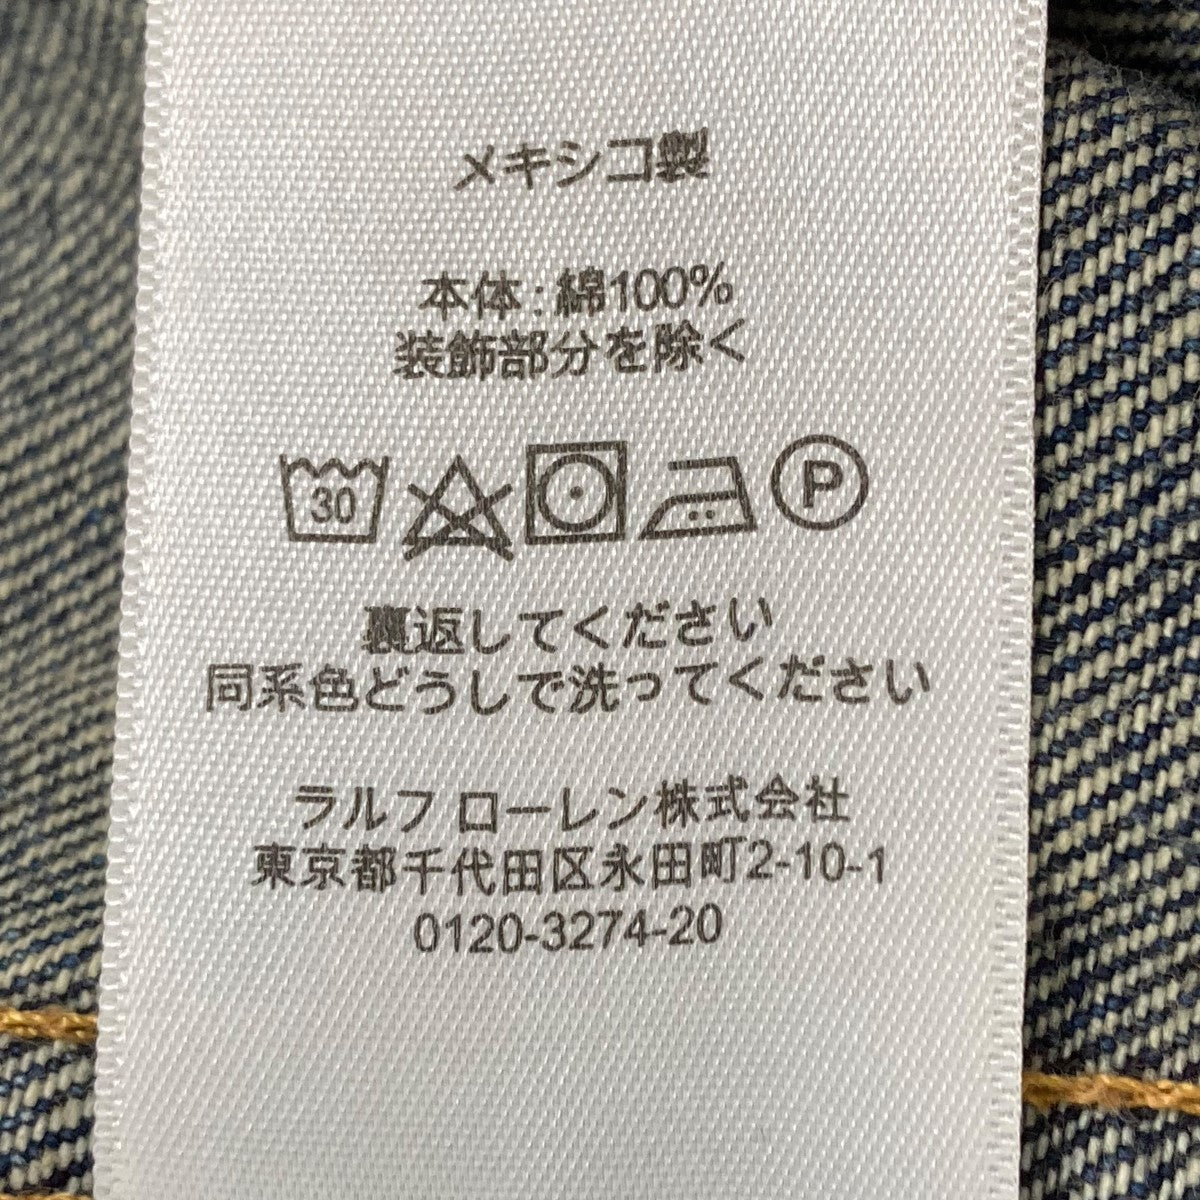 メキシコ製
本体:綿100%
装飾部分を除く
30 P
裏返してください
同系色どうしで洗ってください
ラルフ ローレン株式会社
東京都千代田区永田町2-10-1
0120-3274-20